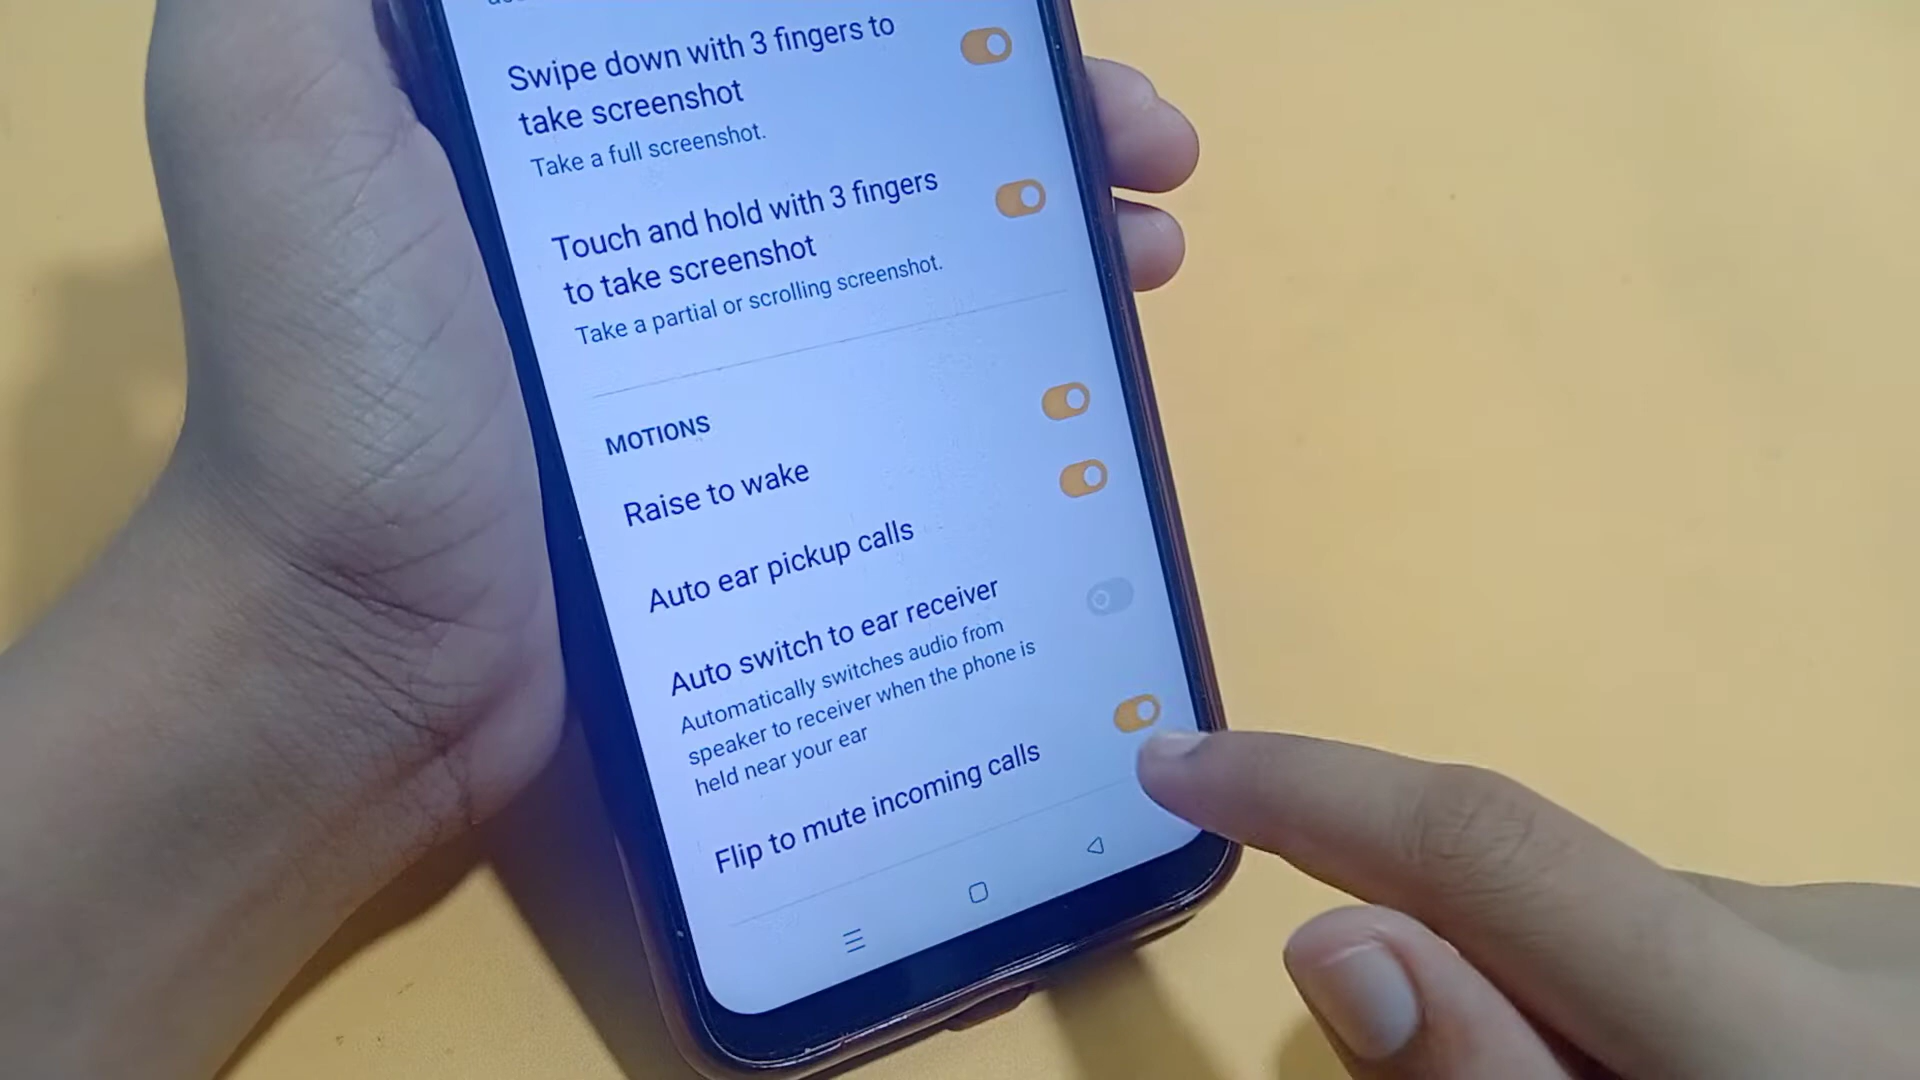 Swipe down with 3 fingers to
take screenshot
Take a full screenshot.
Touch and hold with 3 fingers
to take screenshot
Take a partial or scrolling screenshot.
MOTIONS
Raise to wake
Auto ear pickup calls
Auto switch to ear receiver
Automatically switches audio from
speaker to receiver when the phone is
held near your ear
Flip to mute incoming calls